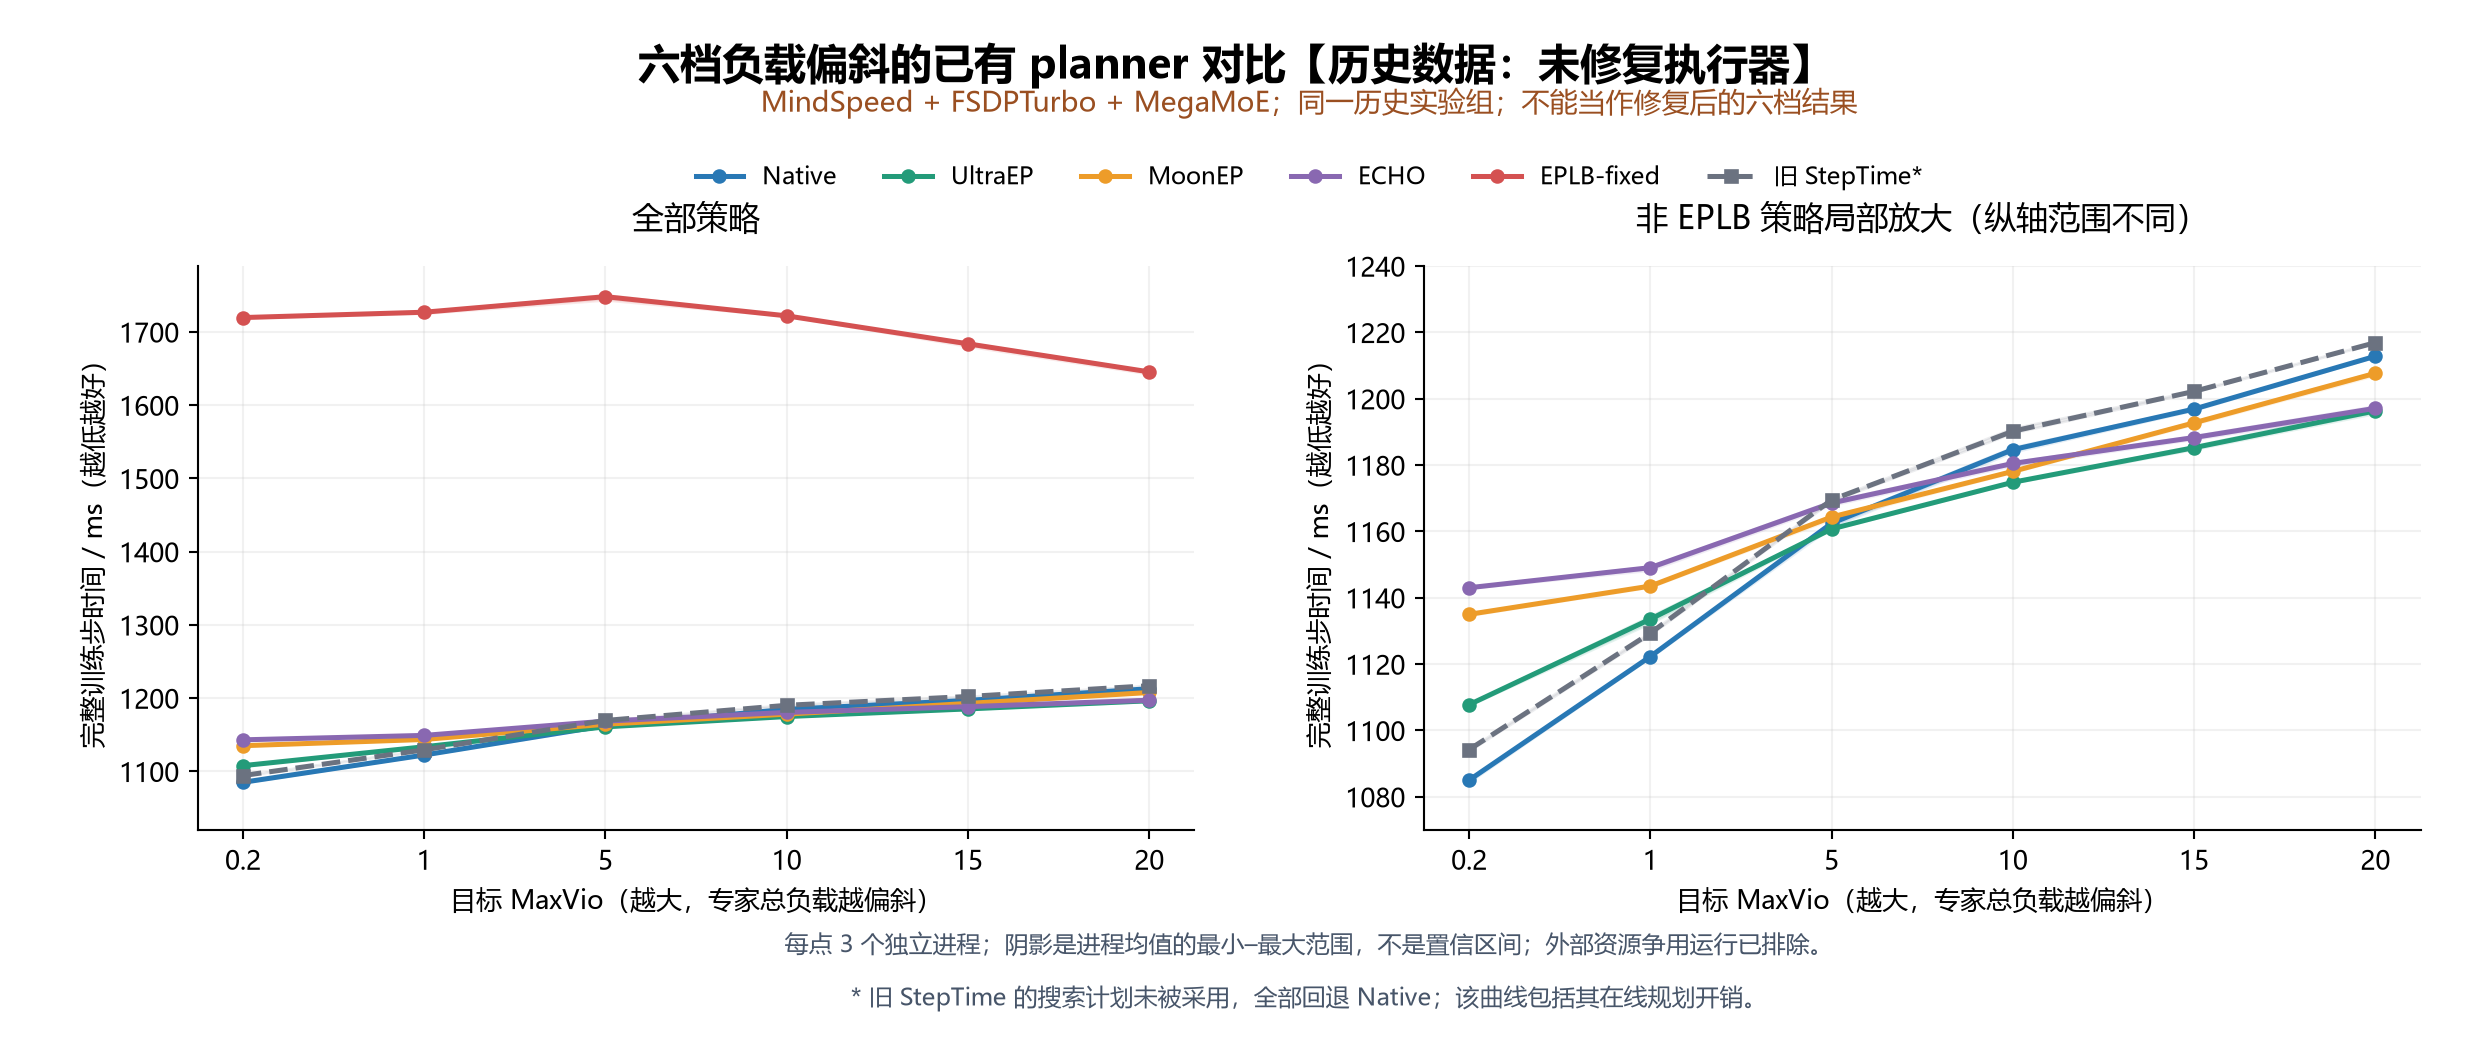 六档负载偏斜的已有 planner 对比【历史数据：未修复执行器】
MindSpeed + FSDPTurbo + MegaMoE；同一历史实验组；不能当作修复后的六档结果
Native UltraEP MoonEP ECHO EPLB-fixed 旧 StepTime*
全部策略
完整训练步时间 / ms（越低越好）
1700
1600
1500
1400
1300
1200
1100
0.2 1 5 10 15 20
目标 MaxVio（越大，专家总负载越偏斜）
非 EPLB 策略局部放大（纵轴范围不同）
完整训练步时间 / ms（越低越好）
1240
1220
1200
1180
1160
1140
1120
1100
1080
0.2 1 5 10 15 20
目标 MaxVio（越大，专家总负载越偏斜）
每点 3 个独立进程；阴影是进程均值的最小–最大范围，不是置信区间；外部资源争用运行已排除。
* 旧 StepTime 的搜索计划未被采用，全部回退 Native；该曲线包括其在线规划开销。